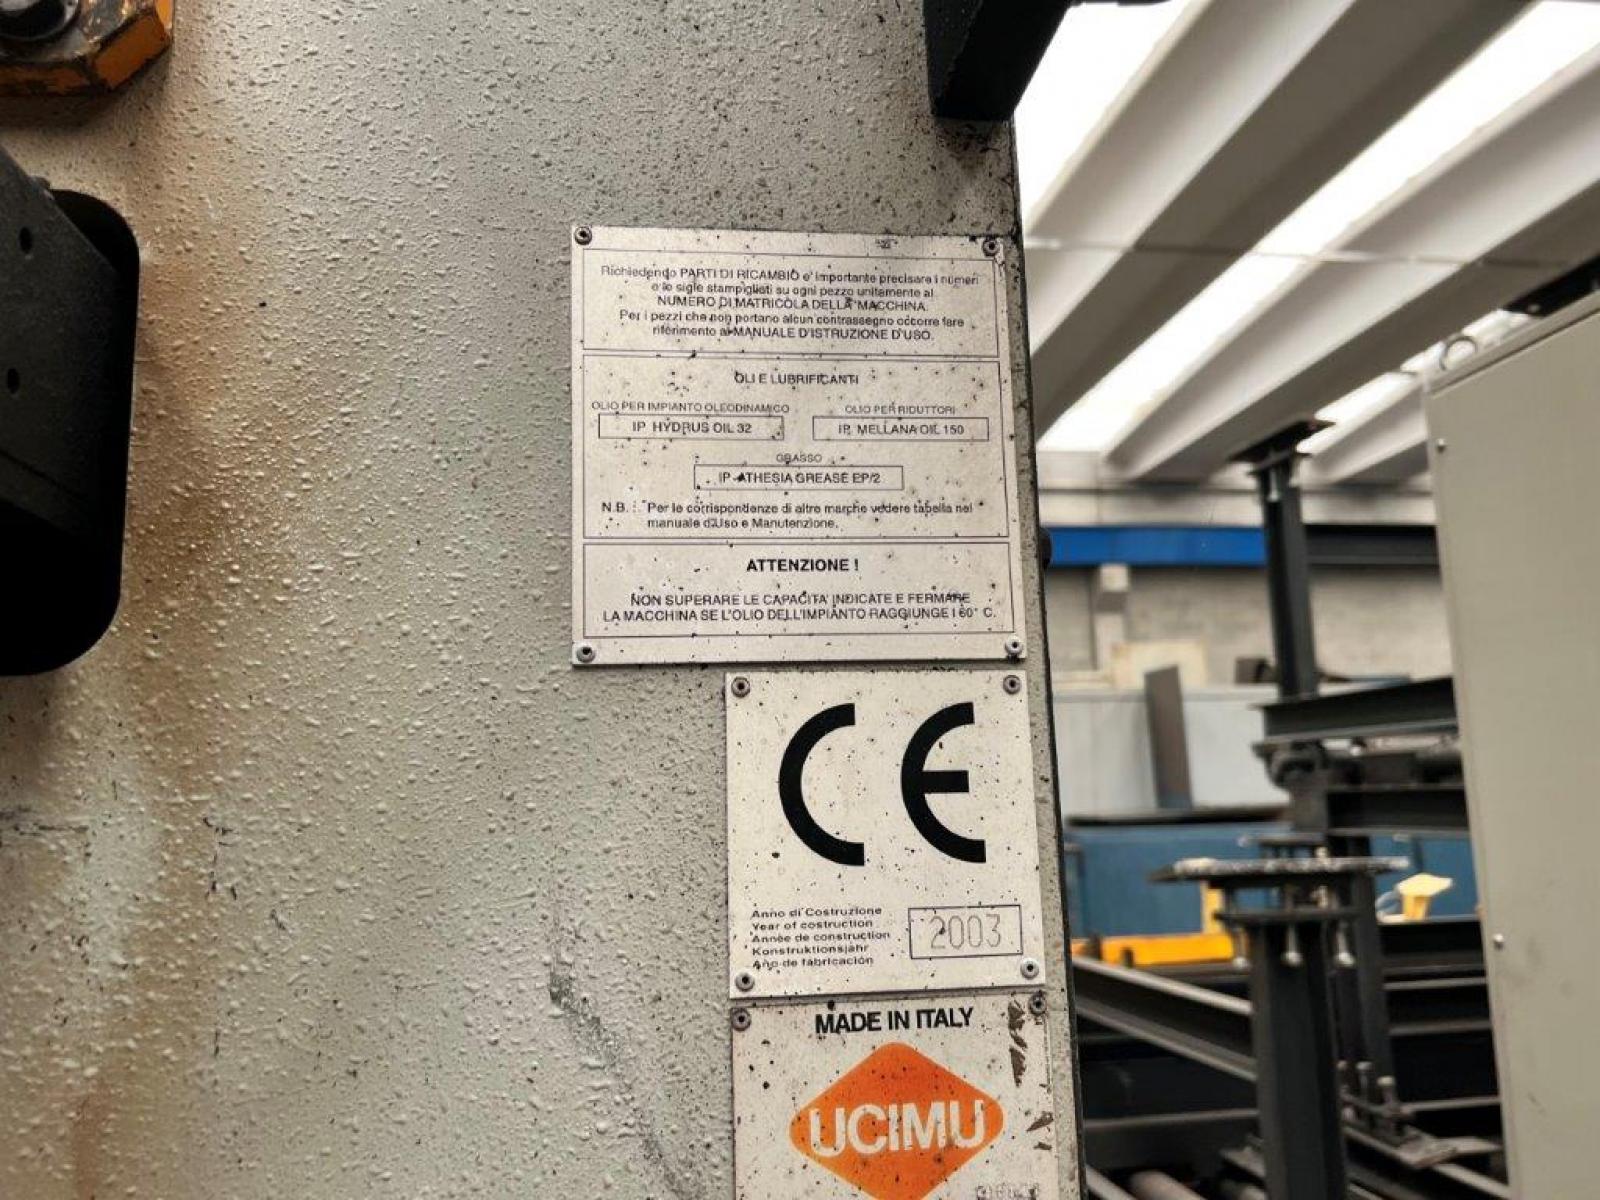 Richiedendo PARTI DI RICAMBIO e' importante precisare i numeri
o le sigle stampigliati su ogni pezzo unitamente al
NUMERO DI MATRICOLA DELLA MACCHINA.
Per i pezzi che non portano alcun contrassegno occorre fare
riferimento al MANUALE D'ISTRUZIONE D'USO.
OLI E LUBRIFICANTI
OLIO PER IMPIANTO OLEODINAMICO
IP HYDRUS OIL 32
OLIO PER RIDUTTORI
IP MELLANA OIL 150
GRASSO
IP ATHESIA GREASE EP/2
N.B. : Per le corrispondenze di altre marche vedere tabella nel
manuale d'Uso e Manutenzione.
ATTENZIONE !
NON SUPERARE LE CAPACITA' INDICATE E FERMARE
LA MACCHINA SE L'OLIO DELL'IMPIANTO RAGGIUNGE I 60° C.
CE
Anno di Costruzione
Year of costruction
Année de construction
Konstruktionsjahr
Año de fabricación
2003
MADE IN ITALY
UCIMU